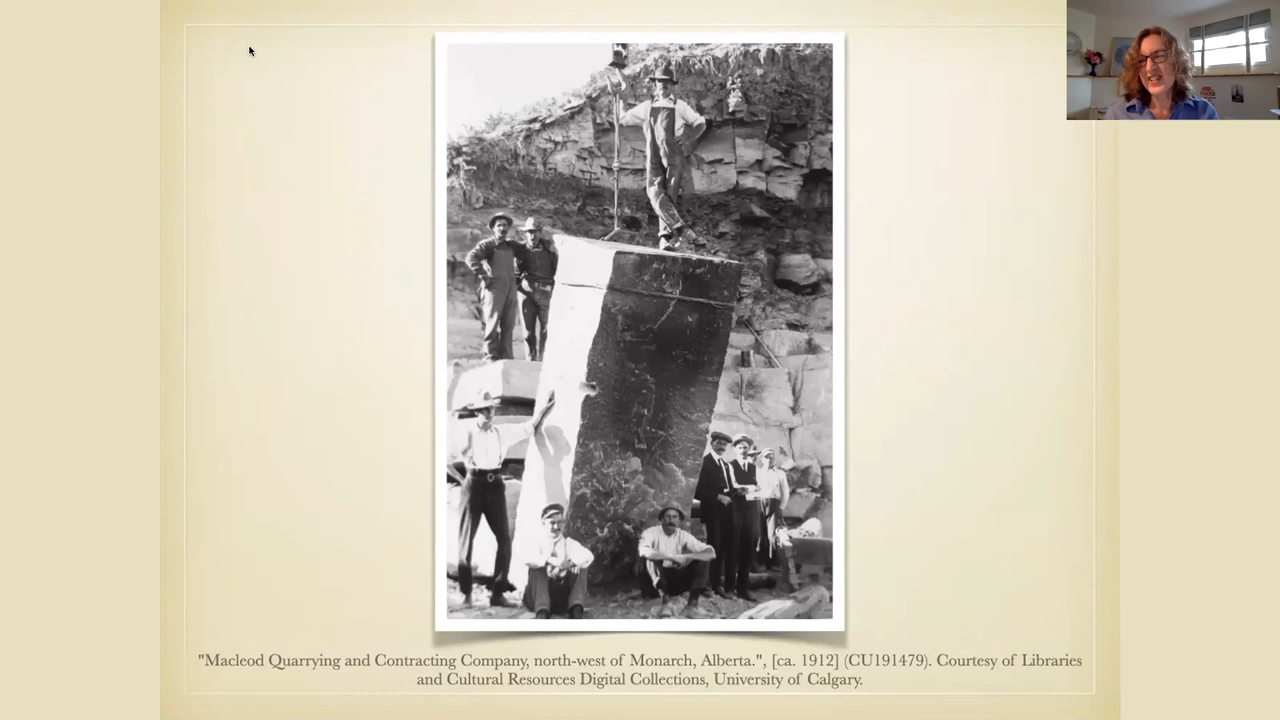 "Macleod Quarrying and Contracting Company, north-west of Monarch, Alberta.", [ca. 1912] (CU191479). Courtesy of Libraries
and Cultural Resources Digital Collections, University of Calgary.